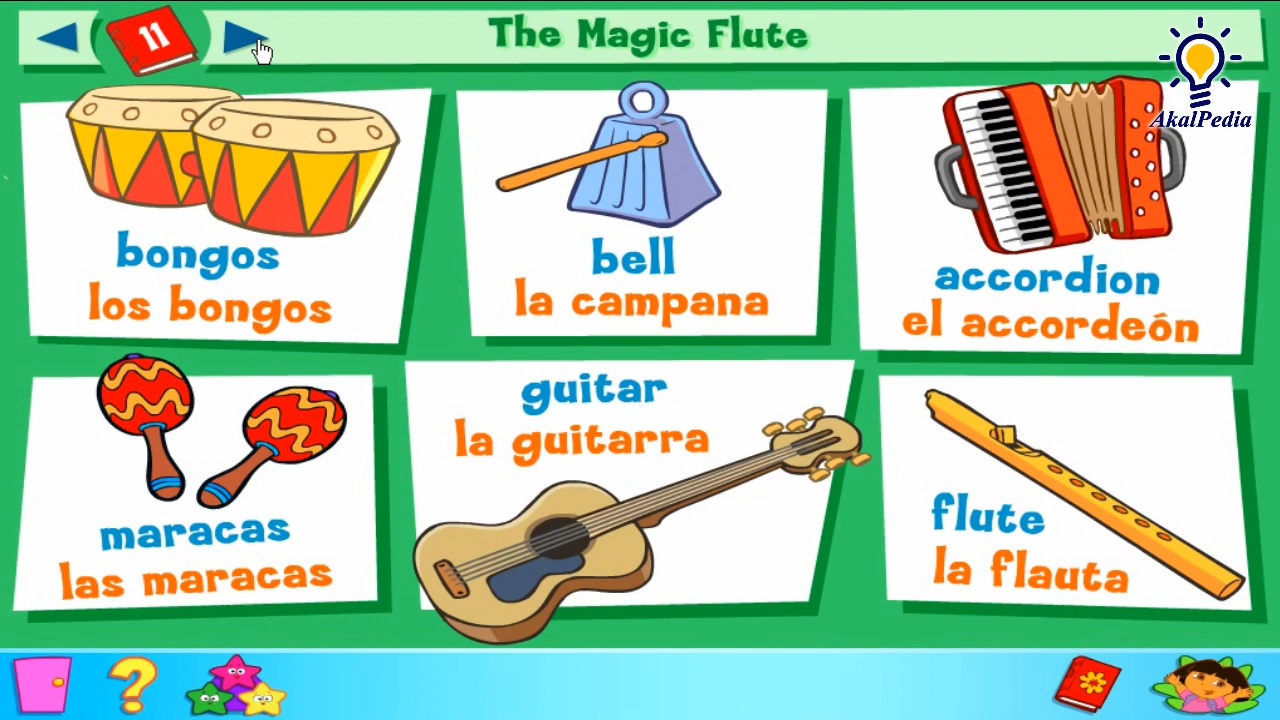 11
The Magic Flute
AkalPedia
bongos
los bongos
bell
la campana
accordion
el accordeón
maracas
las maracas
guitar
la guitarra
flute
la flauta
?